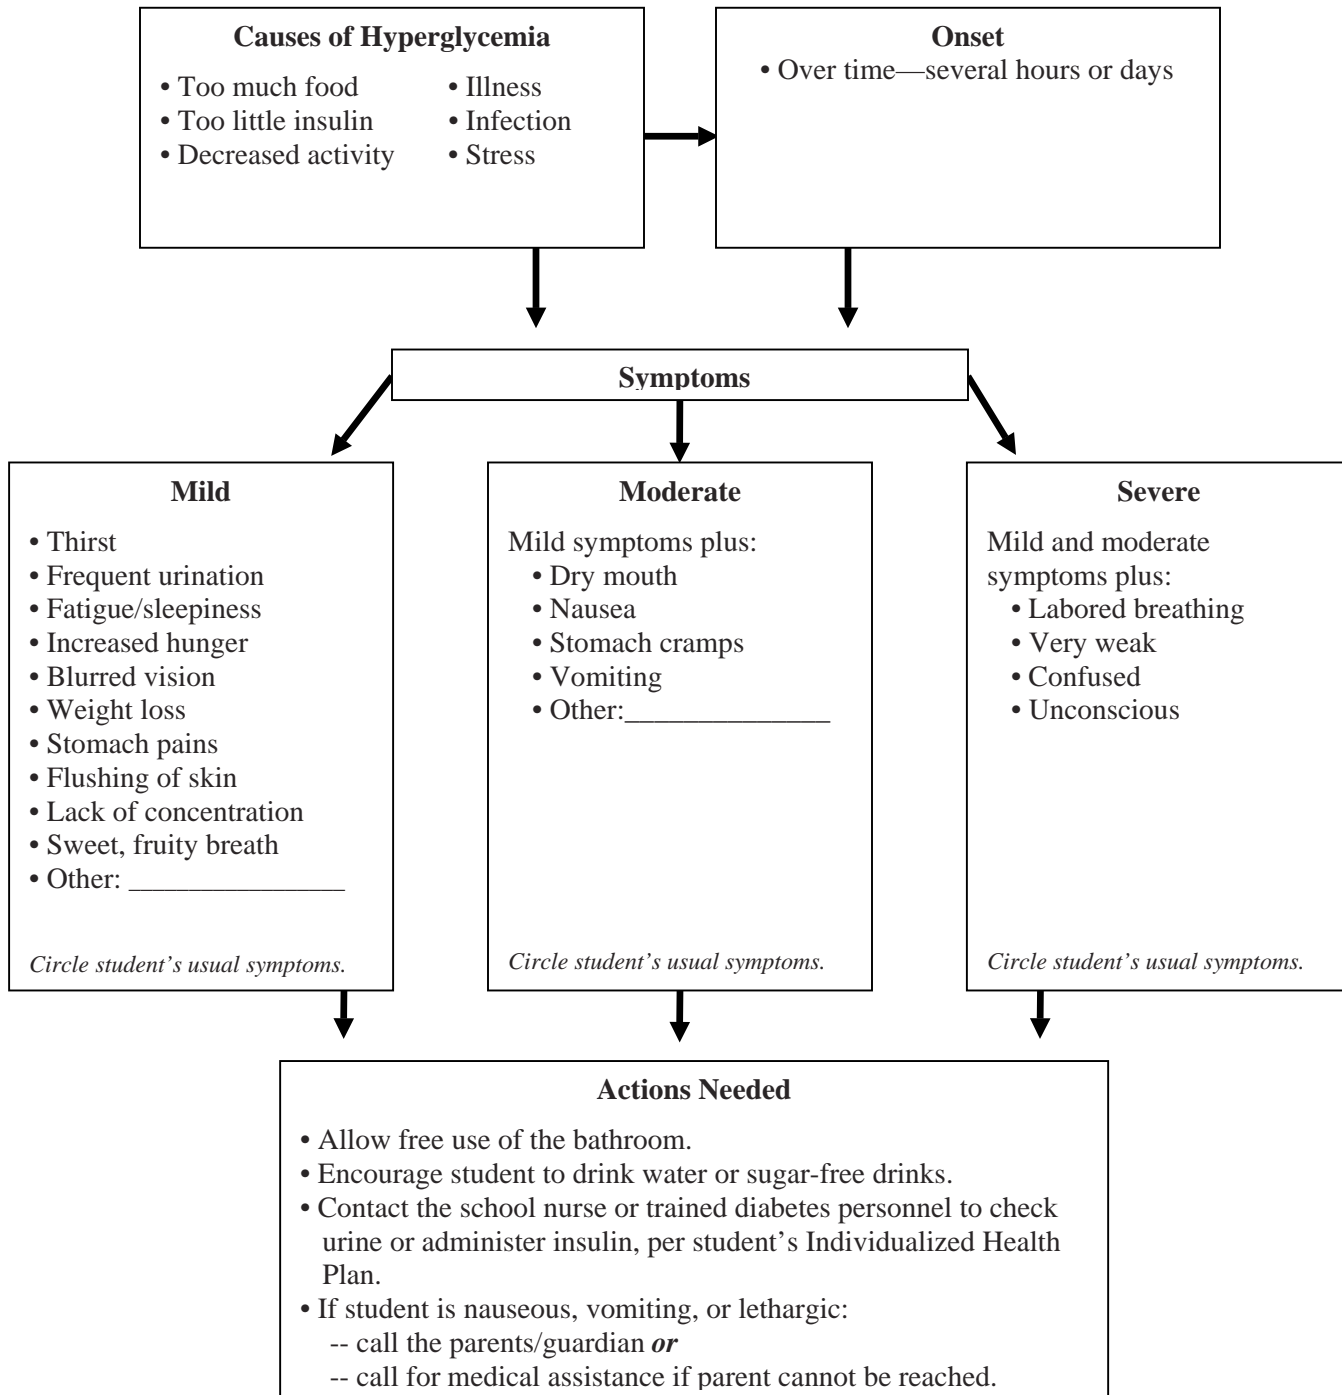 Causes of Hyperglycemia
• Too much food
• Too little insulin
• Decreased activity
• Illness
• Infection
• Stress
Onset
• Over time—several hours or days
Symptoms
Mild
• Thirst
• Frequent urination
• Fatigue/sleepiness
• Increased hunger
• Blurred vision
• Weight loss
• Stomach pains
• Flushing of skin
• Lack of concentration
• Sweet, fruity breath
• Other: __________________
Circle student’s usual symptoms.
Moderate
Mild symptoms plus:
• Dry mouth
• Nausea
• Stomach cramps
• Vomiting
• Other:______________
Circle student’s usual symptoms.
Severe
Mild and moderate
symptoms plus:
• Labored breathing
• Very weak
• Confused
• Unconscious
Circle student’s usual symptoms.
Actions Needed
• Allow free use of the bathroom.
• Encourage student to drink water or sugar-free drinks.
• Contact the school nurse or trained diabetes personnel to check
urine or administer insulin, per student’s Individualized Health
Plan.
• If student is nauseous, vomiting, or lethargic:
-- call the parents/guardian or
-- call for medical assistance if parent cannot be reached.